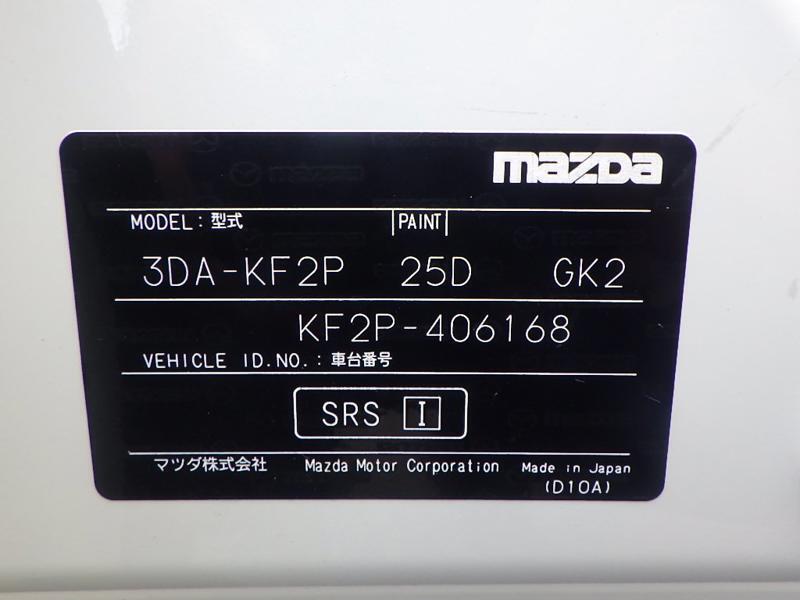 mazda
MODEL：型式 PAINT
3DA-KF2P 25D GK2
KF2P-406168
VEHICLE ID.NO.：車台番号
SRS I
マツダ株式会社 Mazda Motor Corporation Made in Japan
(D10A)